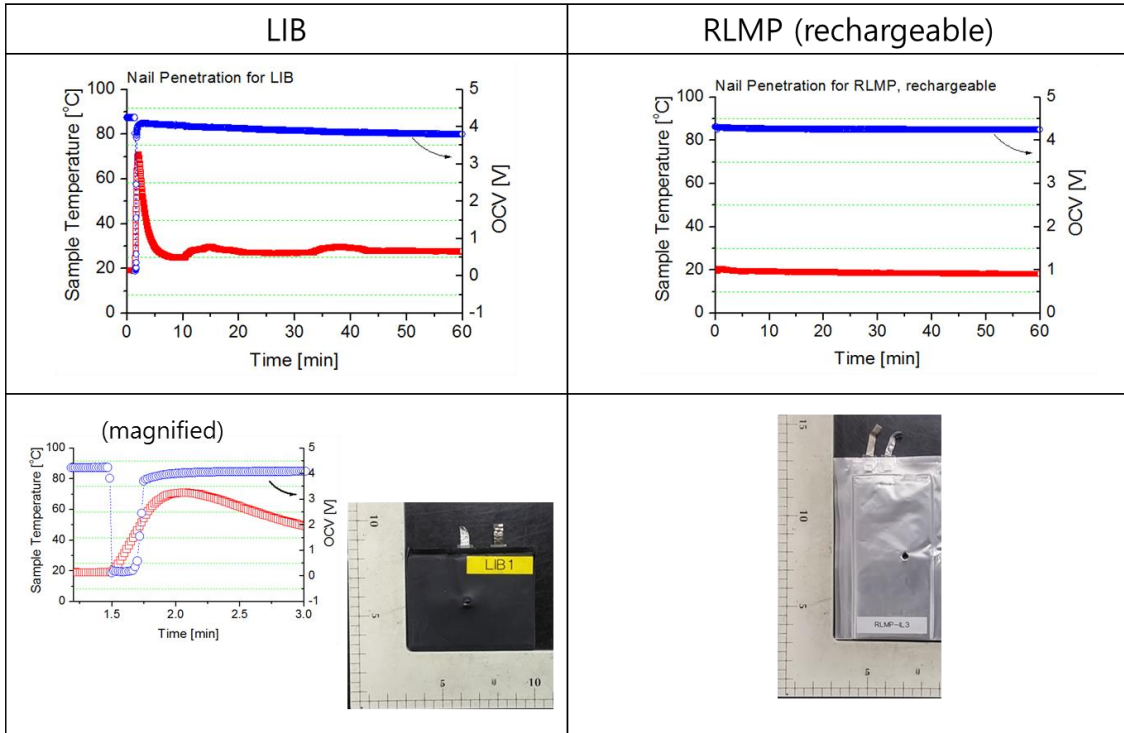 LIB
RLMP (rechargeable)
Nail Penetration for LIB
100
80
60
40
20
0
Sample Temperature [°C]
5
4
3
2
1
0
-1
OCV [V]
0 10 20 30 40 50 60
Time [min]
Nail Penetration for RLMP, rechargeable
100
80
60
40
20
0
Sample Temperature [°C]
5
4
3
2
1
0
OCV [V]
0 10 20 30 40 50 60
Time [min]
(magnified)
100
80
60
40
20
0
Sample Temperature [°C]
5
4
3
2
1
0
-1
OCV [V]
1.5 2.0 2.5 3.0
Time [min]
10
5
LIB1
5 10
15
10
5
RLMP-IL3
5